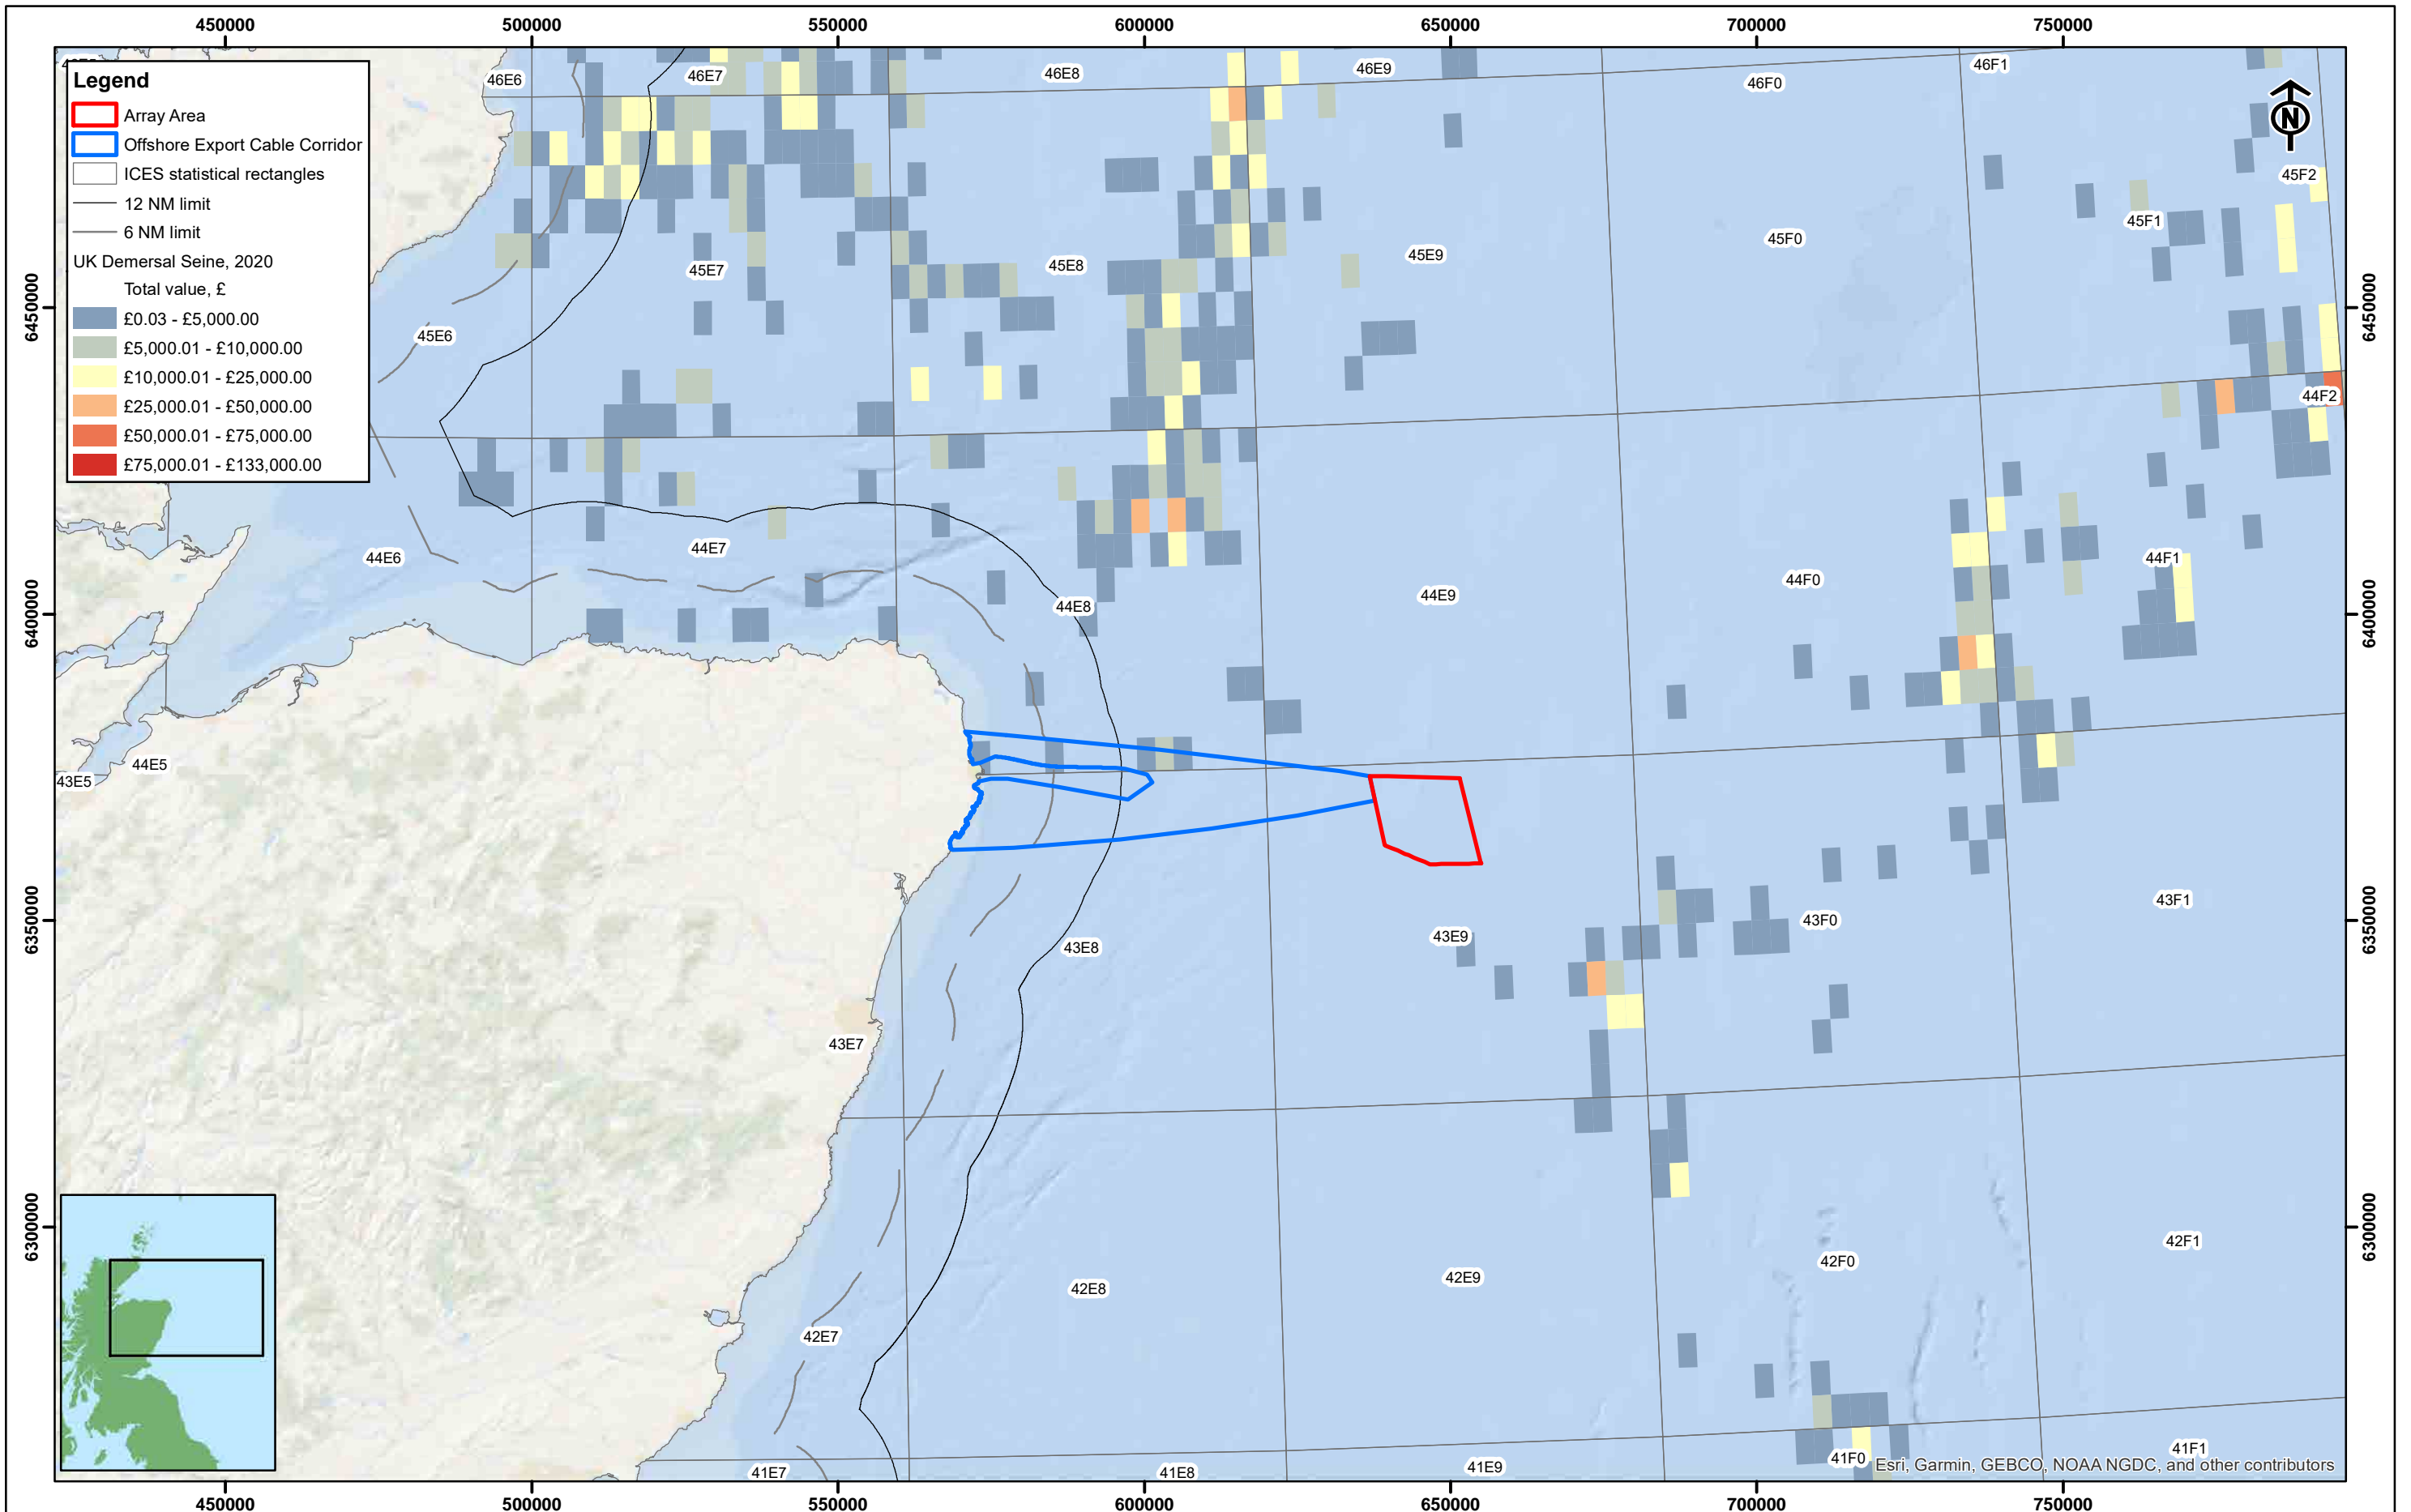 450000 500000 550000 600000 650000 700000 750000
46E6 46E7 46E8 46E9 46F0 46F1
Legend
Array Area
Offshore Export Cable Corridor
ICES statistical rectangles
12 NM limit
6 NM limit
UK Demersal Seine, 2020
Total value, £
£0.03 - £5,000.00
£5,000.01 - £10,000.00
£10,000.01 - £25,000.00
£25,000.01 - £50,000.00
£50,000.01 - £75,000.00
£75,000.01 - £133,000.00
N
45E6 45E7 45E8 45E9 45F0 45F1 45F2
6450000 6450000
44E5 44E6 44E7 44E8 44E9 44F0 44F1 44F2
6400000 6400000
43E5 43E7 43E8 43E9 43F0 43F1
6350000 6350000
42E7 42E8 42E9 42F0 42F1
6300000 6300000
41E7 41E8 41E9 41F0 41F1
Esri, Garmin, GEBCO, NOAA NGDC, and other contributors
450000 500000 550000 600000 650000 700000 750000